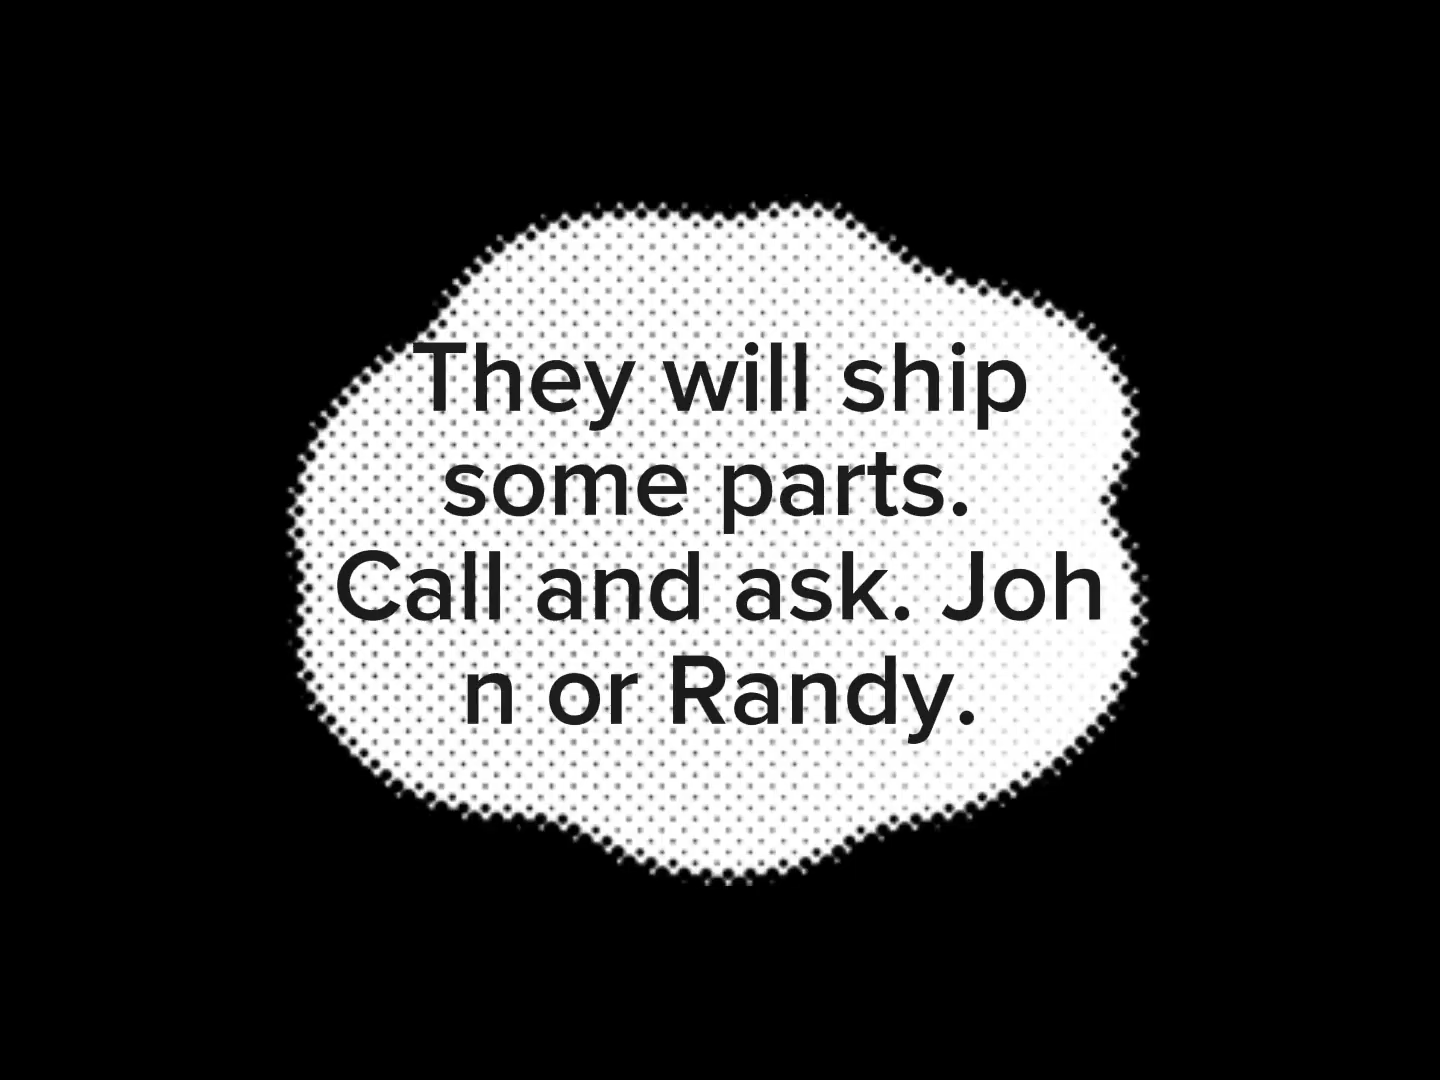 They will ship
some parts.
Call and ask. Joh
n or Randy.